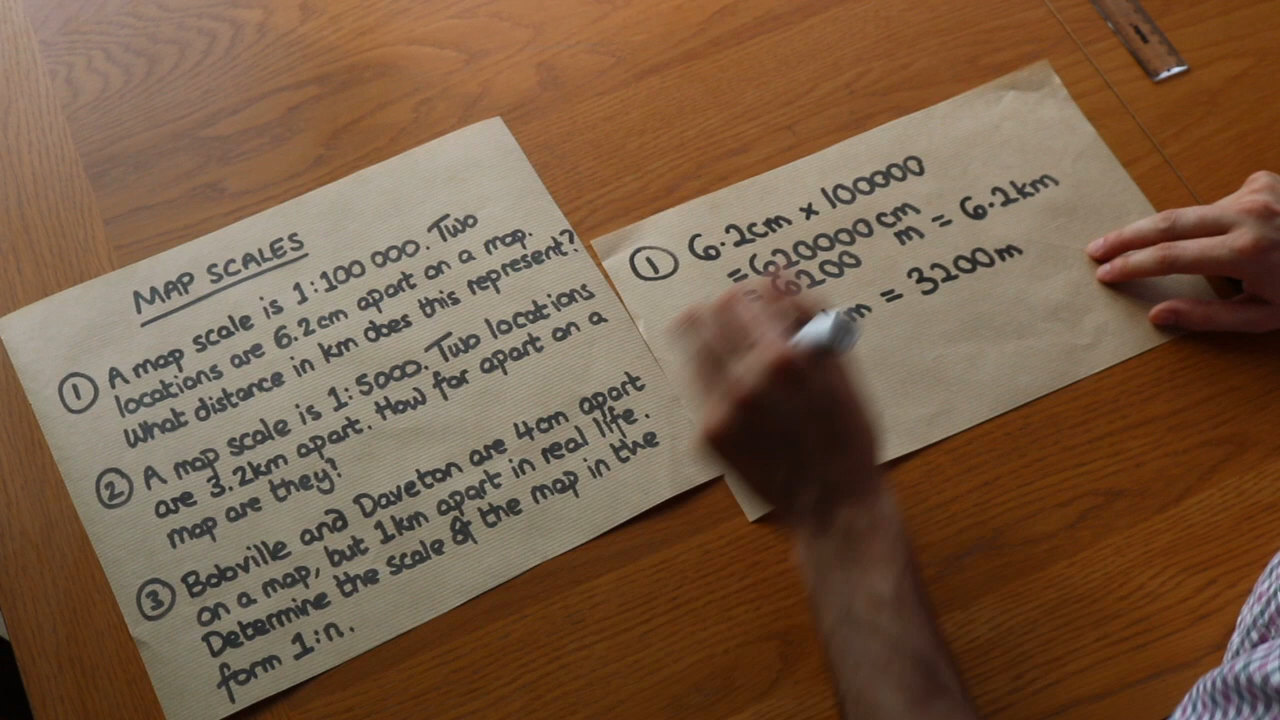 MAP SCALES
① A map scale is 1:100 000. Two
locations are 6.2cm apart on a map.
What distance in km does this represent?
② A map scale is 1:5000. Two locations
are 3.2km apart. How far apart on a
map are they?
③ Bobville and Daveton are 4cm apart
on a map, but 1km apart in real life.
Determine the scale of the map in the
form 1:n.
① 6.2cm × 100000
= 620000cm
= 6200 m = 6.2km
km = 3200m